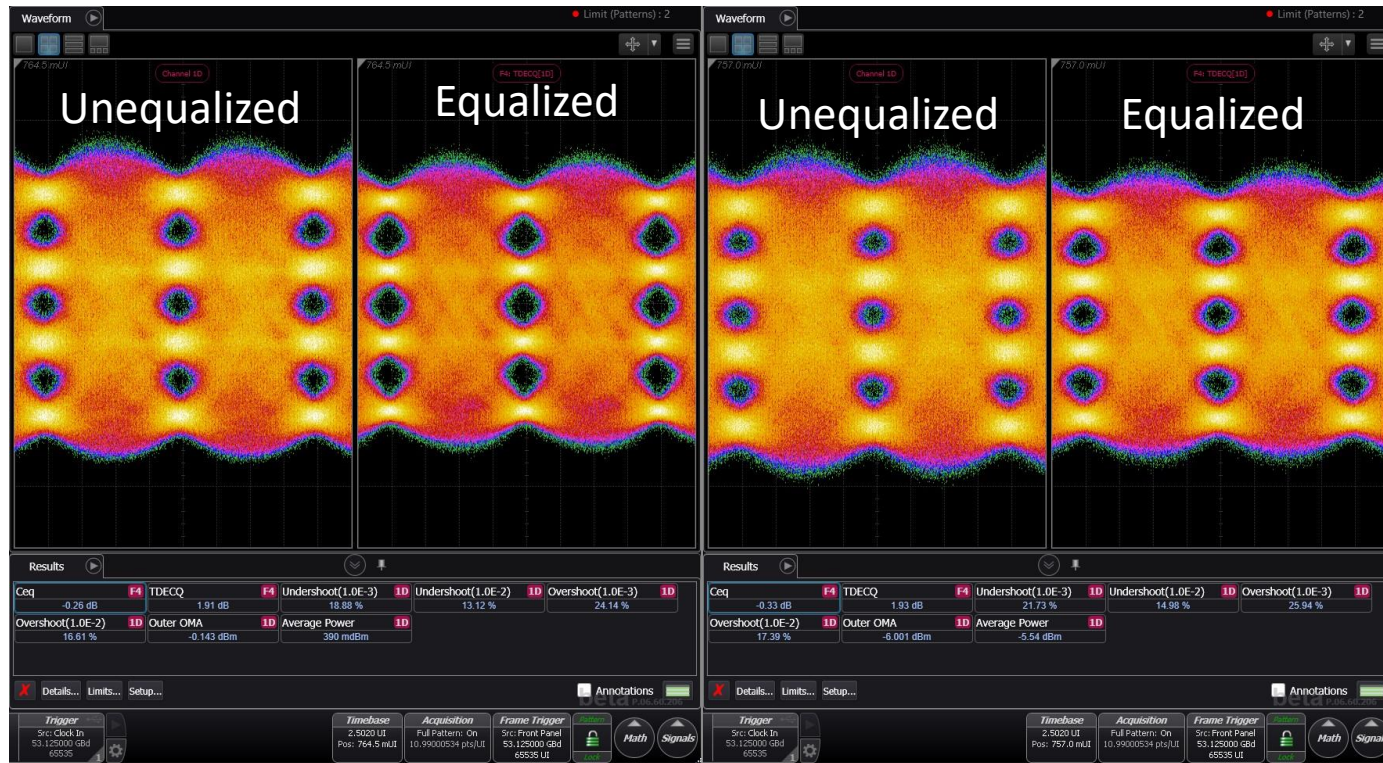 Waveform
Limit (Patterns) : 2
764.5 mUI
Channel 1D
Unequalized
764.5 mUI
F4: TDECQ[1D]
Equalized
Results
Ceq F4 TDECQ F4 Undershoot(1.0E-3) 1D Undershoot(1.0E-2) 1D Overshoot(1.0E-3) 1D
-0.26 dB 1.91 dB 18.88 % 13.12 % 24.14 %
Overshoot(1.0E-2) 1D Outer OMA 1D Average Power 1D
16.61 % -0.143 dBm 390 mdBm
Details... Limits... Setup...
Annotations
beta P.06.60.206
Trigger
Src: Clock In
53.125000 GBd
65535
1
Timebase
2.5020 UI
Pos: 764.5 mUI
Acquisition
Full Pattern: On
10.99000534 pts/UI
Frame Trigger
Src: Front Panel
53.125000 GBd
65535 UI
Pattern
Lock
Math
Signals
Waveform
Limit (Patterns) : 2
757.0 mUI
Channel 1D
Unequalized
757.0 mUI
F4: TDECQ[1D]
Equalized
Results
Ceq F4 TDECQ F4 Undershoot(1.0E-3) 1D Undershoot(1.0E-2) 1D Overshoot(1.0E-3) 1D
-0.33 dB 1.93 dB 21.73 % 14.98 % 25.94 %
Overshoot(1.0E-2) 1D Outer OMA 1D Average Power 1D
17.39 % -6.001 dBm -5.54 dBm
Details... Limits... Setup...
Annotations
beta P.06.60.206
Trigger
Src: Clock In
53.125000 GBd
65535
1
Timebase
2.5020 UI
Pos: 757.0 mUI
Acquisition
Full Pattern: On
10.99000534 pts/UI
Frame Trigger
Src: Front Panel
53.125000 GBd
65535 UI
Pattern
Lock
Math
Signal